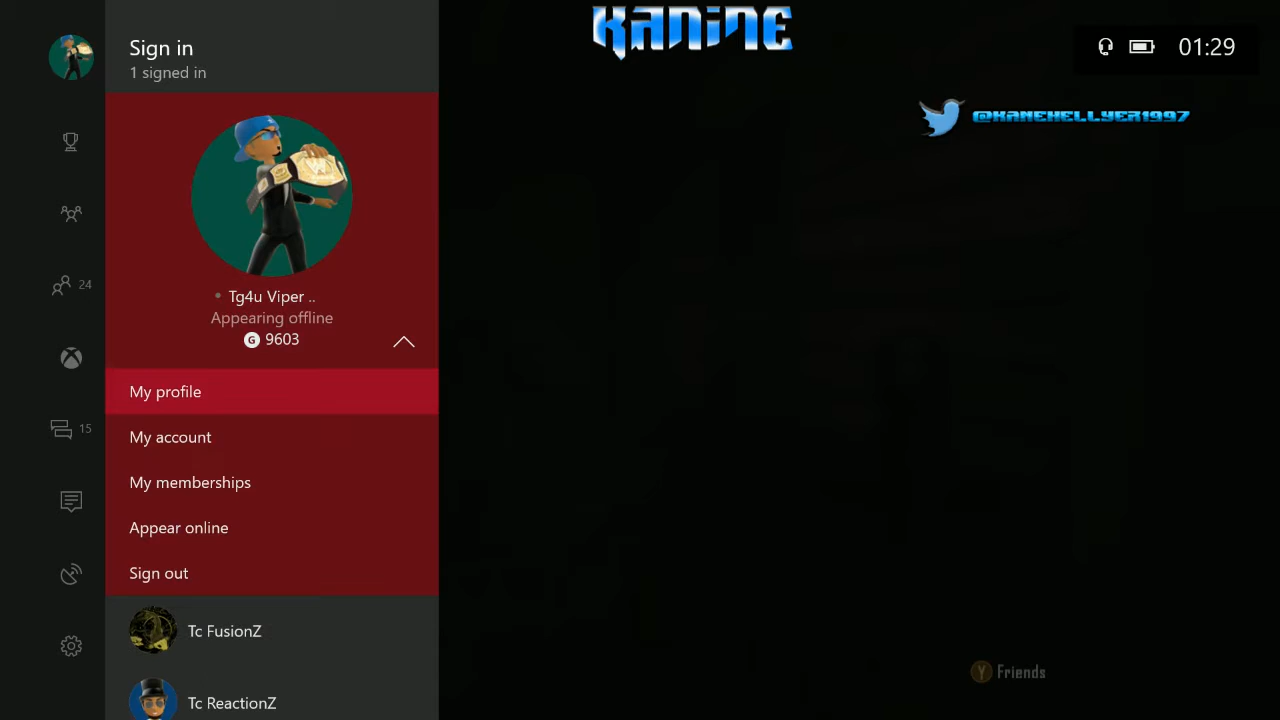 Sign in
1 signed in
Tg4u Viper ..
Appearing offline
G 9603
My profile
My account
My memberships
Appear online
Sign out
Tc FusionZ
Tc ReactionZ
24
15
KANINE
01:29
@KANEHELLYER1997
Y Friends